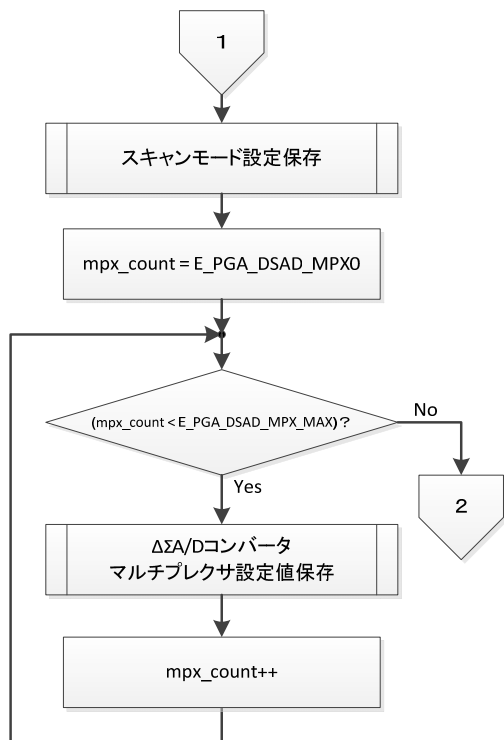 1
スキャンモード設定保存
mpx_count = E_PGA_DSAD_MPX0
(mpx_count < E_PGA_DSAD_MPX_MAX)?
No
2
Yes
ΔΣA/Dコンバータ
マルチプレクサ設定値保存
mpx_count++